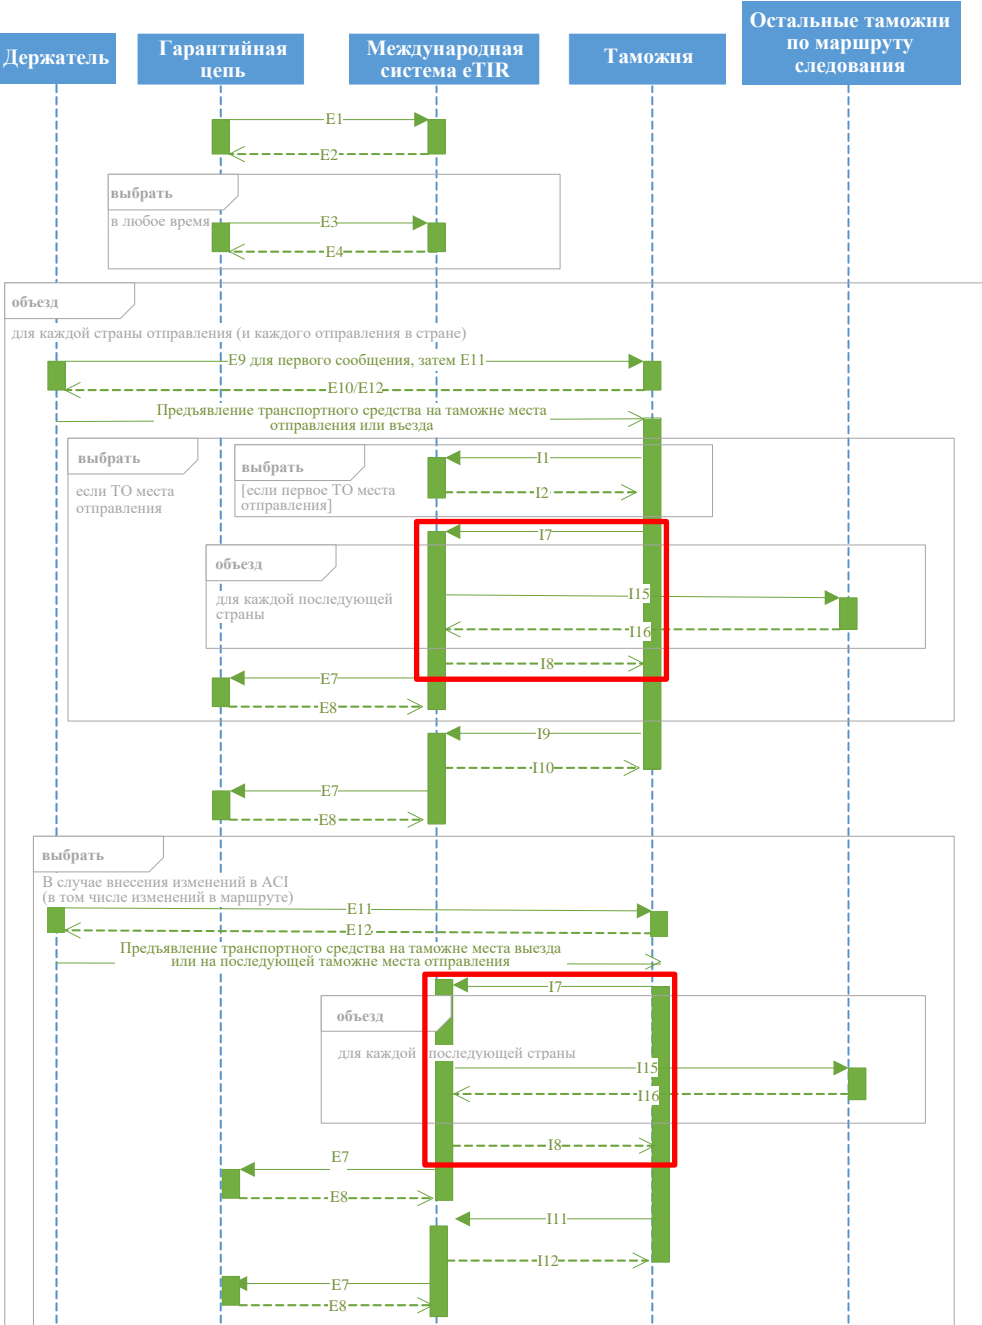 Держатель
Гарантийная
цепь
Международная
система eTIR
Таможня
Остальные таможни
по маршруту
следования
E1
E2
выбрать
в любое время
E3
E4
объезд
для каждой страны отправления (и каждого отправления в стране)
E9 для первого сообщения, затем E11
E10/E12
Предъявление транспортного средства на таможне места
отправления или въезда
выбрать
если ТО места
отправления
выбрать
[если первое ТО места
отправления]
I1
I2
I7
объезд
для каждой последующей
страны
I15
I16
I8
E7
E8
I9
I10
E7
E8
выбрать
В случае внесения изменений в ACI
(в том числе изменений в маршруте)
E11
E12
Предъявление транспортного средства на таможне места выезда
или на последующей таможне места отправления
I7
объезд
для каждой последующей страны
I15
I16
I8
E7
E8
I11
I12
E7
E8